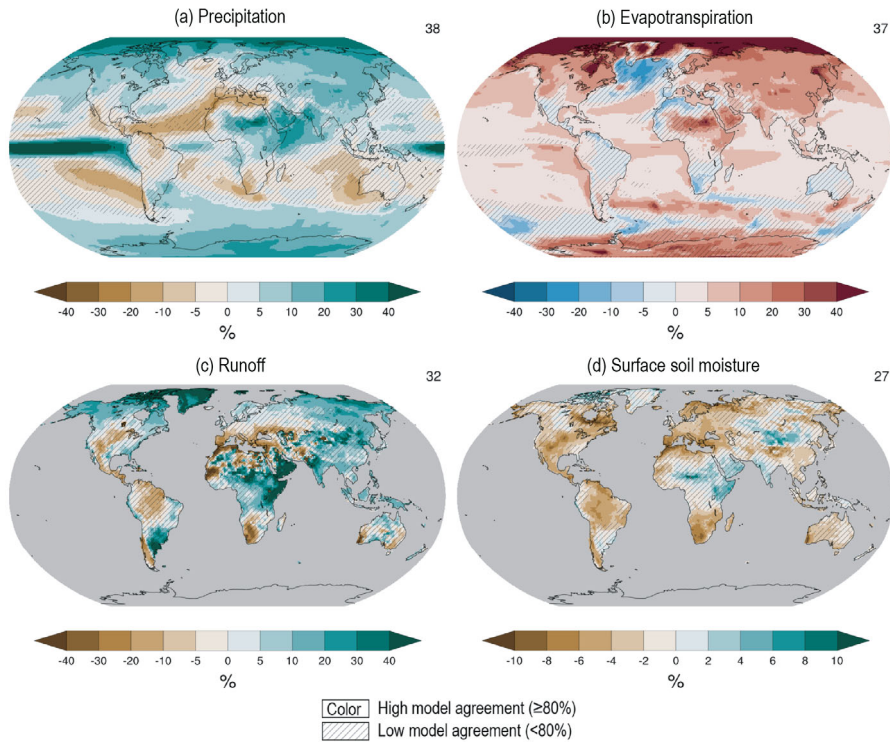 (a) Precipitation
38
(b) Evapotranspiration
37
-40 -30 -20 -10 -5 0 5 10 20 30 40
%
-40 -30 -20 -10 -5 0 5 10 20 30 40
%
(c) Runoff
32
(d) Surface soil moisture
27
-40 -30 -20 -10 -5 0 5 10 20 30 40
%
-10 -8 -6 -4 -2 0 2 4 6 8 10
%
Color High model agreement (≥80%)
Low model agreement (<80%)